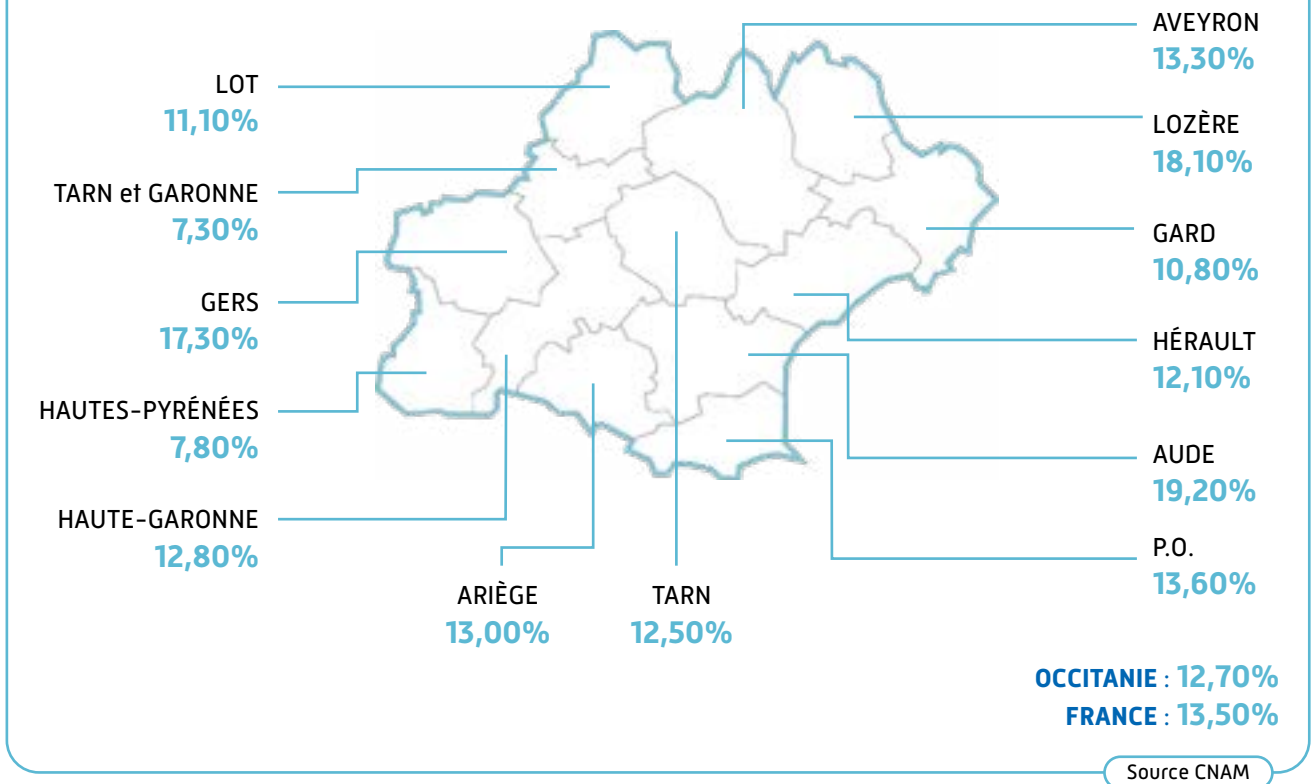 LOT
11,10%
TARN et GARONNE
7,30%
GERS
17,30%
HAUTES-PYRÉNÉES
7,80%
HAUTE-GARONNE
12,80%
ARIÈGE
13,00%
TARN
12,50%
AVEYRON
13,30%
LOZÈRE
18,10%
GARD
10,80%
HÉRAULT
12,10%
AUDE
19,20%
P.O.
13,60%
OCCITANIE : 12,70%
FRANCE : 13,50%
Source CNAM